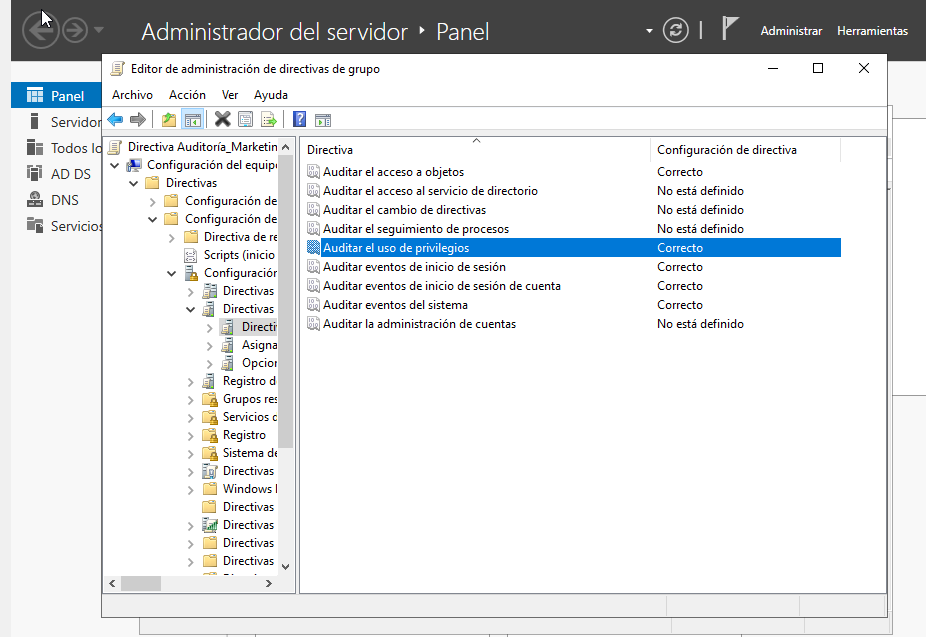 Administrador del servidor ‣ Panel
Administrar
Herramientas
Panel
Servidor
Todos lo
AD DS
DNS
Servicios
Editor de administración de directivas de grupo
Archivo Acción Ver Ayuda
Directiva Auditoría_Marketin
Configuración del equip
Directivas
Configuración de
Configuración de
Directiva de re
Scripts (inicio
Configuración
Directivas
Directivas
Directi
Asigna
Opcion
Registro d
Grupos res
Servicios d
Registro
Sistema de
Directivas
Windows
Directivas
Directivas
Directivas
Directivas
Directiva Configuración de directiva
Auditar el acceso a objetos Correcto
Auditar el acceso al servicio de directorio No está definido
Auditar el cambio de directivas No está definido
Auditar el seguimiento de procesos No está definido
Auditar el uso de privilegios Correcto
Auditar eventos de inicio de sesión Correcto
Auditar eventos de inicio de sesión de cuenta Correcto
Auditar eventos del sistema Correcto
Auditar la administración de cuentas No está definido